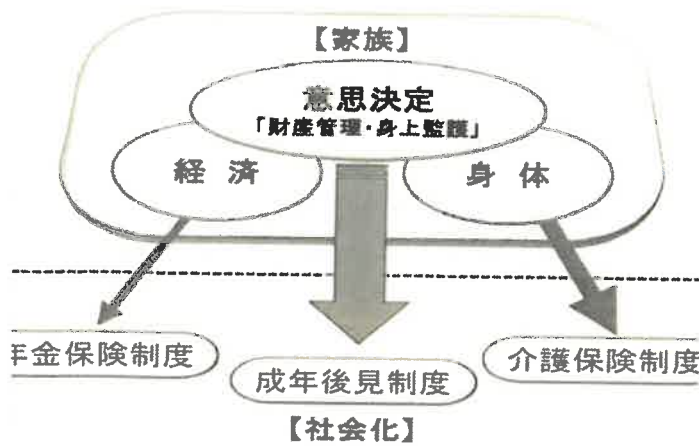 【家族】
意思決定
「財産管理・身上監護」
経済
身体
年金保険制度
介護保険制度
成年後見制度
【社会化】